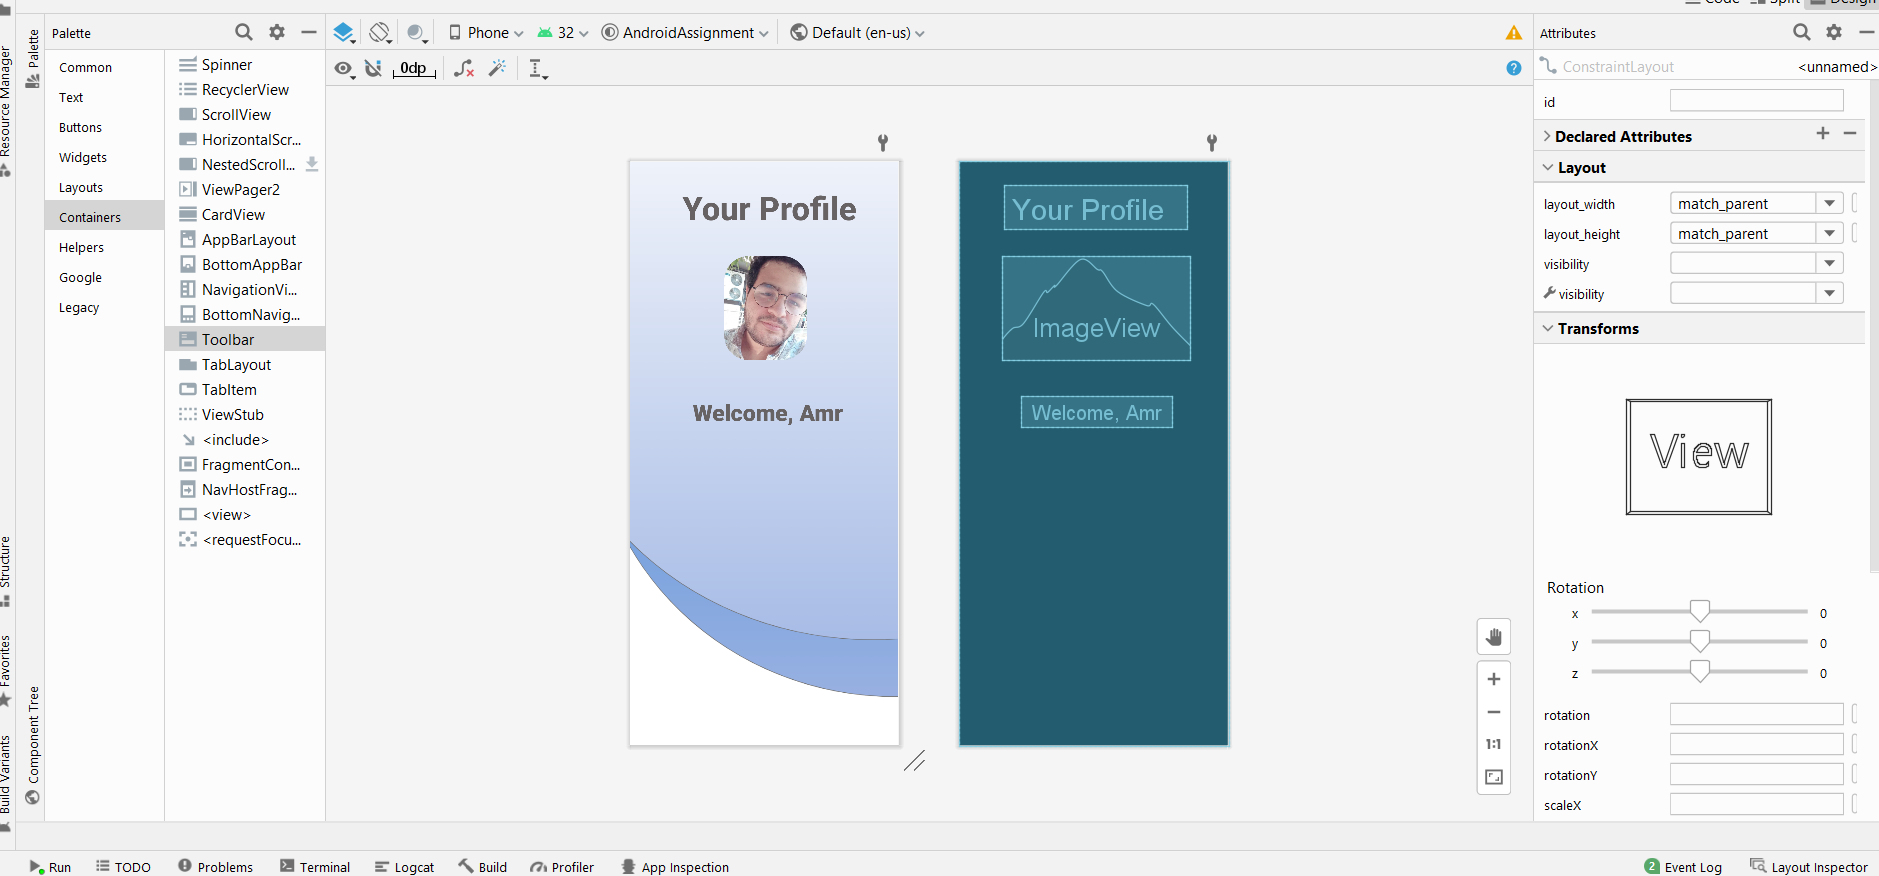 Code Split Design
Palette
Phone 32 AndroidAssignment Default (en-us)
Attributes
0dp
?
ConstraintLayout <unnamed>
id
Declared Attributes
Layout
layout_width match_parent
layout_height match_parent
visibility
visibility
Transforms
View
Rotation
x 0
y 0
z 0
rotation
rotationX
rotationY
scaleX
Resource Manager
Structure
Favorites
Build Variants
Palette
Component Tree
Common
Text
Buttons
Widgets
Layouts
Containers
Helpers
Google
Legacy
Spinner
RecyclerView
ScrollView
HorizontalScr...
NestedScroll...
ViewPager2
CardView
AppBarLayout
BottomAppBar
NavigationVi...
BottomNavig...
Toolbar
TabLayout
TabItem
ViewStub
<include>
FragmentCon...
NavHostFrag...
<view>
<requestFocu...
Your Profile
Welcome, Amr
Your Profile
ImageView
Welcome, Amr
1:1
Run TODO Problems Terminal Logcat Build Profiler App Inspection
2 Event Log Layout Inspector